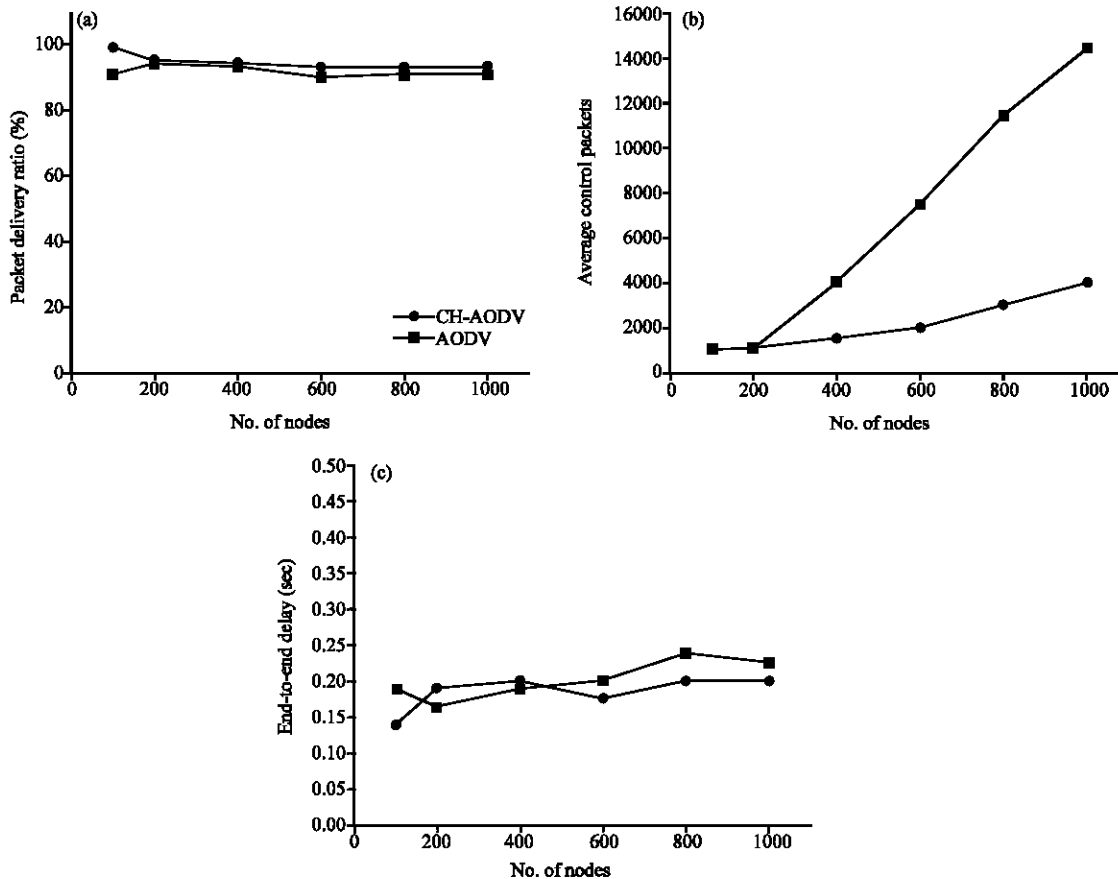 (a)
Packet delivery ratio (%)
100
80
60
40
20
0
0 200 400 600 800 1000
No. of nodes
CH-AODV
AODV
(b)
Average control packets
16000
14000
12000
10000
8000
6000
4000
2000
0
0 200 400 600 800 1000
No. of nodes
(c)
End-to-end delay (sec)
0.50
0.45
0.40
0.35
0.30
0.25
0.20
0.15
0.10
0.05
0.00
0 200 400 600 800 1000
No. of nodes